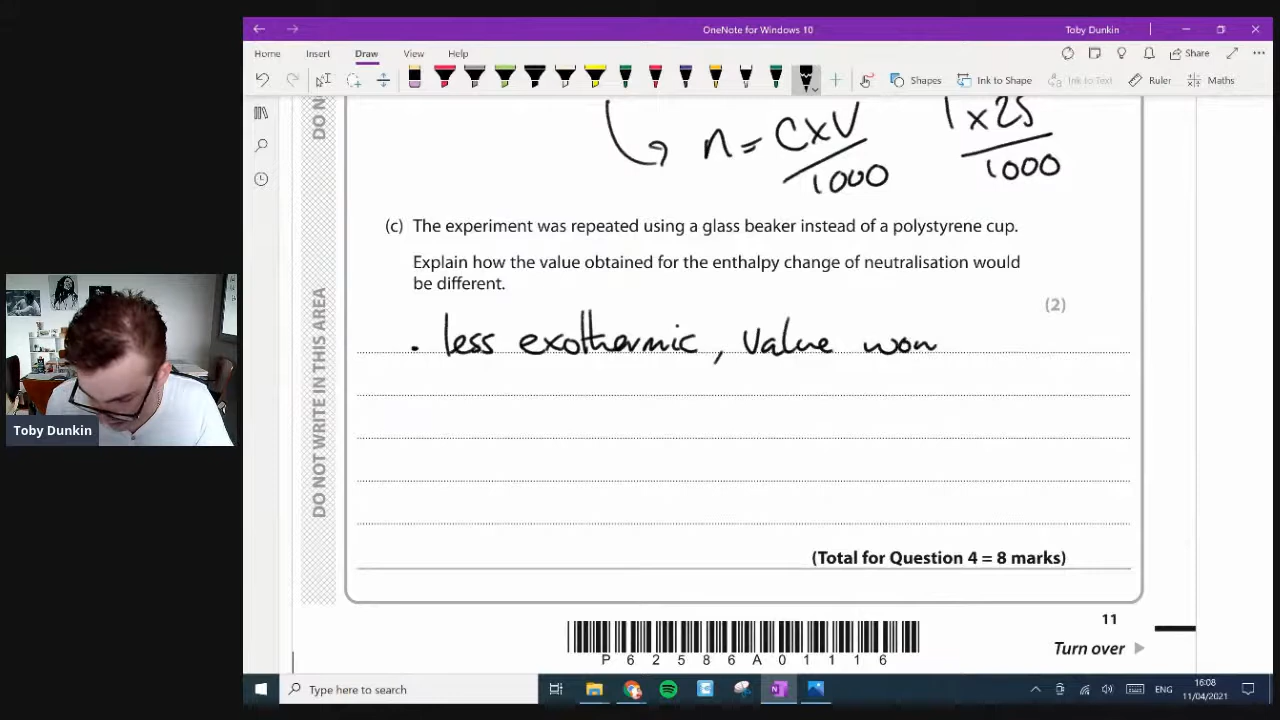 OneNote for Windows 10
Toby Dunkin
Home Insert Draw View Help
Share
Shapes Ink to Shape Ink to Text Ruler Maths
DO NO
n = C x V / 1000
1 x 25 / 1000
(c) The experiment was repeated using a glass beaker instead of a polystyrene cup.
Explain how the value obtained for the enthalpy change of neutralisation would
be different.
(2)
. less exothermic, value wou
DO NOT WRITE IN THIS AREA
Toby Dunkin
(Total for Question 4 = 8 marks)
11
P 6 2 5 8 6 A 0 1 1 1 6
Turn over
Type here to search
ENG
16:08
11/04/2021